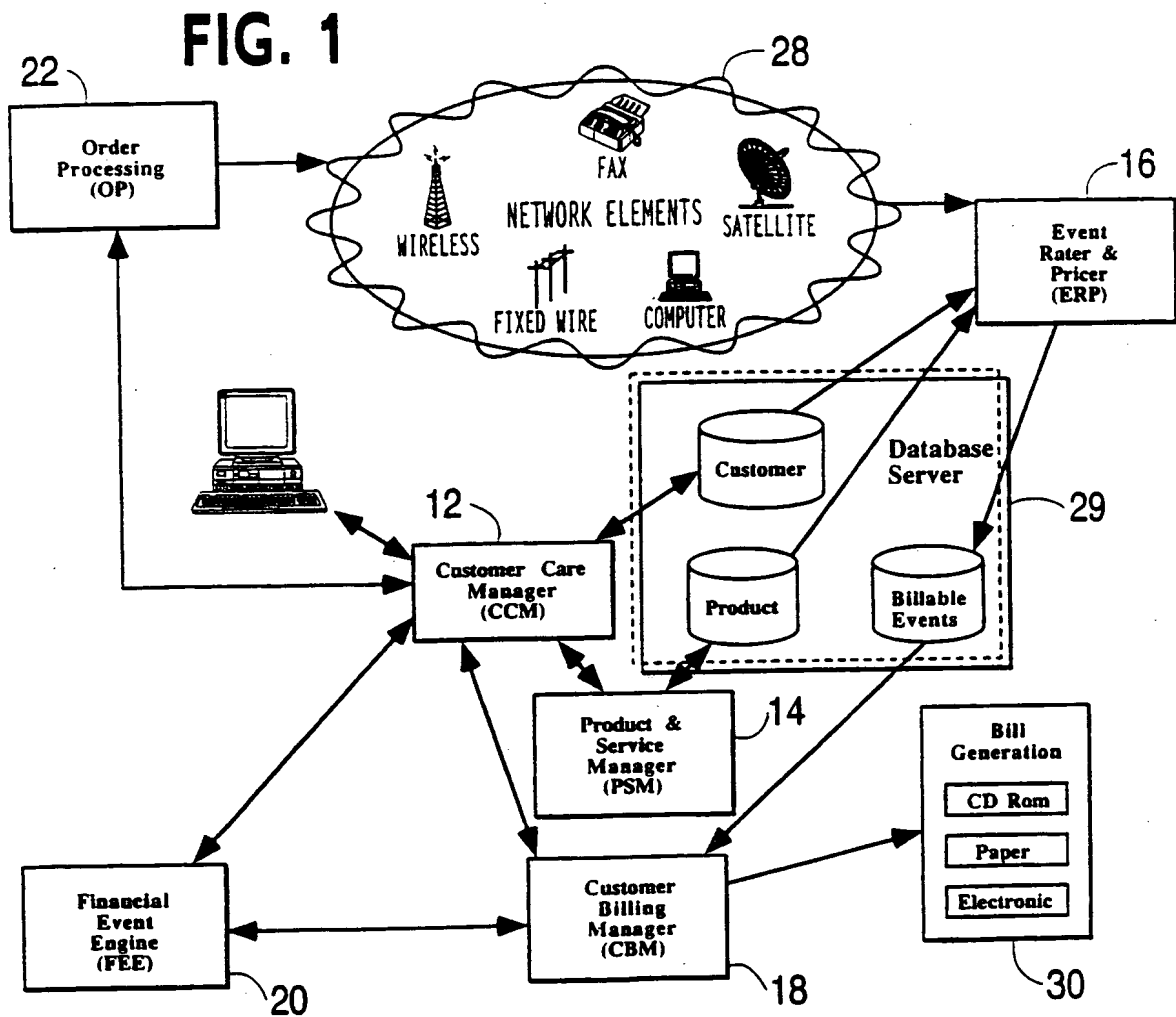 FIG. 1
22
28
Order
Processing
(OP)
FAX
WIRELESS
NETWORK ELEMENTS
SATELLITE
FIXED WIRE
COMPUTER
16
Event
Rater &
Pricer
(ERP)
Customer
Database
Server
29
12
Customer Care
Manager
(CCM)
Product
Billable
Events
14
Product &
Service
Manager
(PSM)
Bill
Generation
CD Rom
Paper
Electronic
30
Financial
Event
Engine
(FEE)
20
Customer
Billing
Manager
(CBM)
18